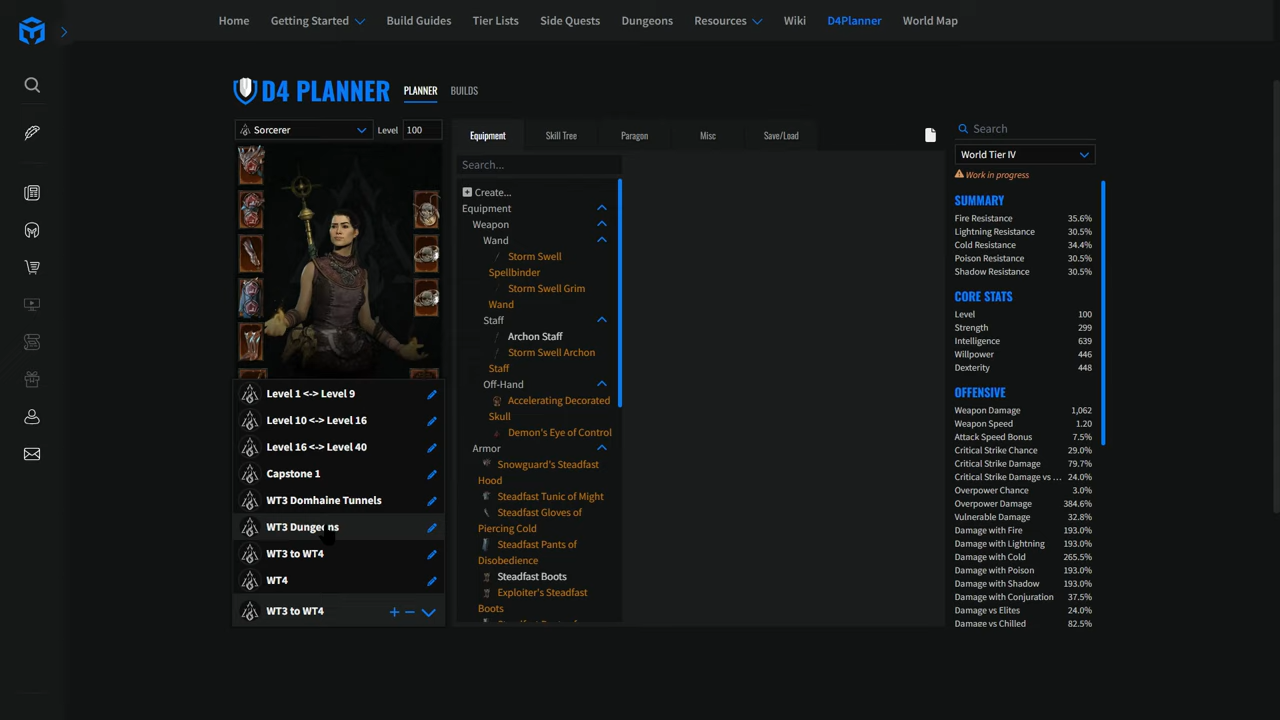 Home
Getting Started
Build Guides
Tier Lists
Side Quests
Dungeons
Resources
Wiki
D4Planner
World Map
D4 PLANNER
PLANNER
BUILDS
Sorcerer
Level
100
Equipment
Skill Tree
Paragon
Misc
Save/Load
Search...
Create...
Equipment
Weapon
Wand
Storm Swell
Spellbinder
Storm Swell Grim
Wand
Staff
Archon Staff
Storm Swell Archon
Staff
Off-Hand
Accelerating Decorated
Skull
Demon's Eye of Control
Armor
Snowguard's Steadfast
Hood
Steadfast Tunic of Might
Steadfast Gloves of
Piercing Cold
Steadfast Pants of
Disobedience
Steadfast Boots
Exploiter's Steadfast
Boots
Level 1 <-> Level 9
Level 10 <-> Level 16
Level 16 <-> Level 40
Capstone 1
WT3 Domhaine Tunnels
WT3 Dungeons
WT3 to WT4
WT4
WT3 to WT4
Search
World Tier IV
Work in progress
SUMMARY
Fire Resistance 35.6%
Lightning Resistance 30.5%
Cold Resistance 34.4%
Poison Resistance 30.5%
Shadow Resistance 30.5%
CORE STATS
Level 100
Strength 299
Intelligence 639
Willpower 446
Dexterity 448
OFFENSIVE
Weapon Damage 1,062
Weapon Speed 1.20
Attack Speed Bonus 7.5%
Critical Strike Chance 29.0%
Critical Strike Damage 79.7%
Critical Strike Damage vs ... 24.0%
Overpower Chance 3.0%
Overpower Damage 384.6%
Vulnerable Damage 32.8%
Damage with Fire 193.0%
Damage with Lightning 193.0%
Damage with Cold 265.5%
Damage with Poison 193.0%
Damage with Shadow 193.0%
Damage with Conjuration 37.5%
Damage vs Elites 24.0%
Damage vs Chilled 82.5%